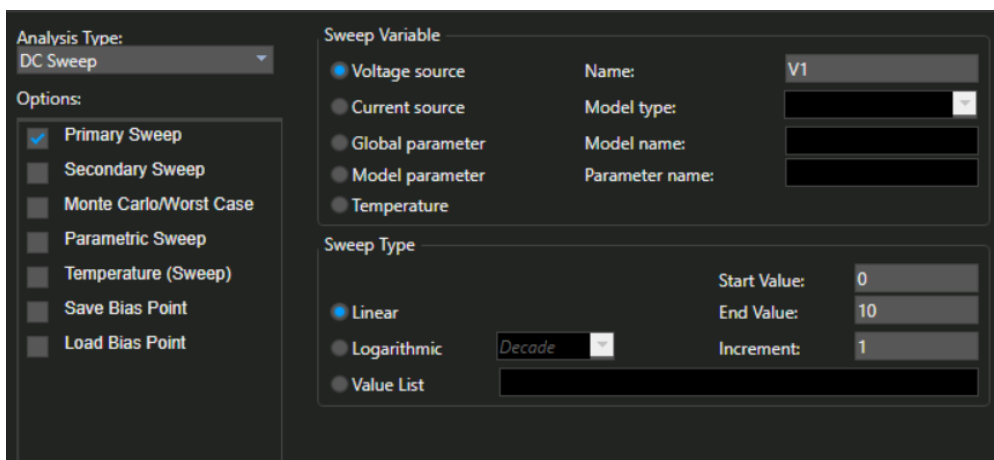 Analysis Type:
DC Sweep
Options:
Primary Sweep
Secondary Sweep
Monte Carlo/Worst Case
Parametric Sweep
Temperature (Sweep)
Save Bias Point
Load Bias Point
Sweep Variable
Voltage source Name: V1
Current source Model type:
Global parameter Model name:
Model parameter Parameter name:
Temperature
Sweep Type
Start Value: 0
Linear End Value: 10
Logarithmic Decade Increment: 1
Value List